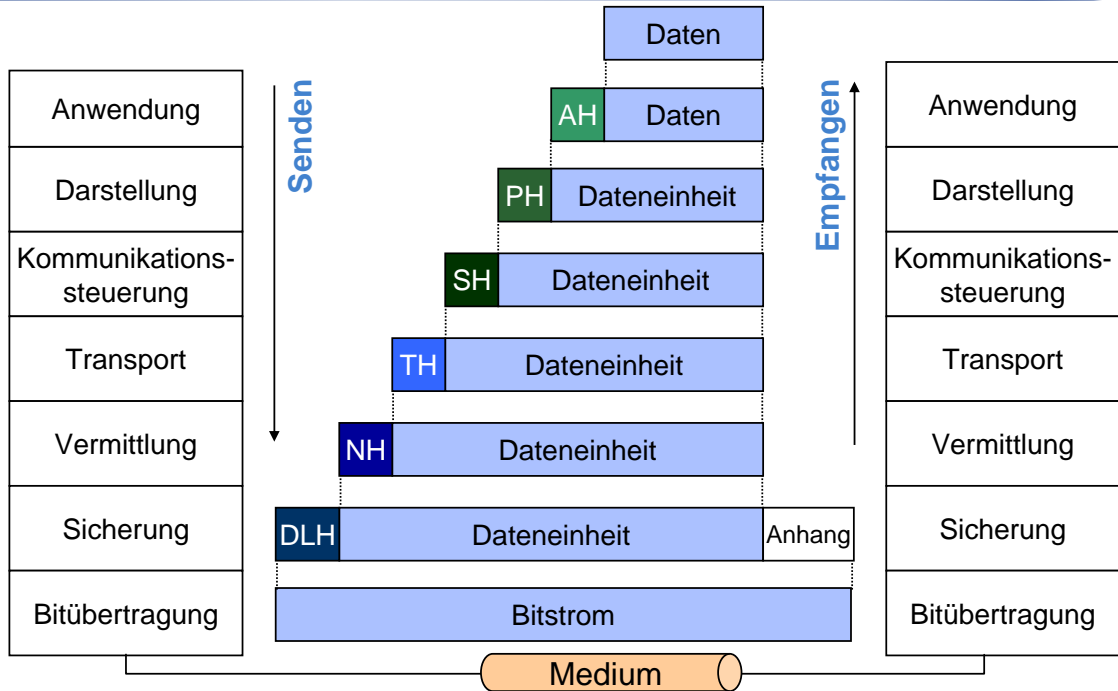 Daten
Anwendung
Senden
AH
Daten
Empfangen
Anwendung
Darstellung
PH
Dateneinheit
Darstellung
Kommunikations-
steuerung
SH
Dateneinheit
Kommunikations-
steuerung
Transport
TH
Dateneinheit
Transport
Vermittlung
NH
Dateneinheit
Vermittlung
Sicherung
DLH
Dateneinheit
Anhang
Sicherung
Bitübertragung
Bitstrom
Bitübertragung
Medium